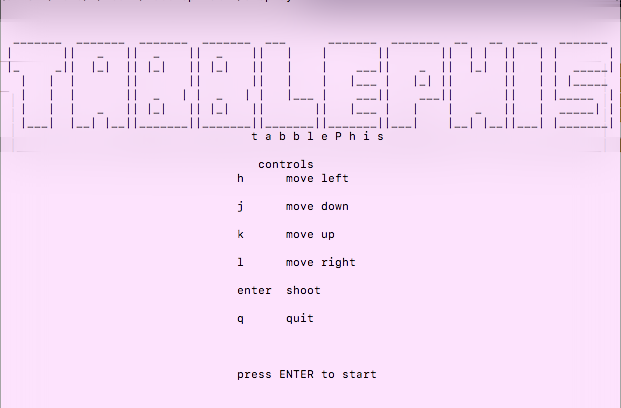 TABBLEPHIS
t a b b l e P h i s
controls
h move left
j move down
k move up
l move right
enter shoot
q quit
press ENTER to start